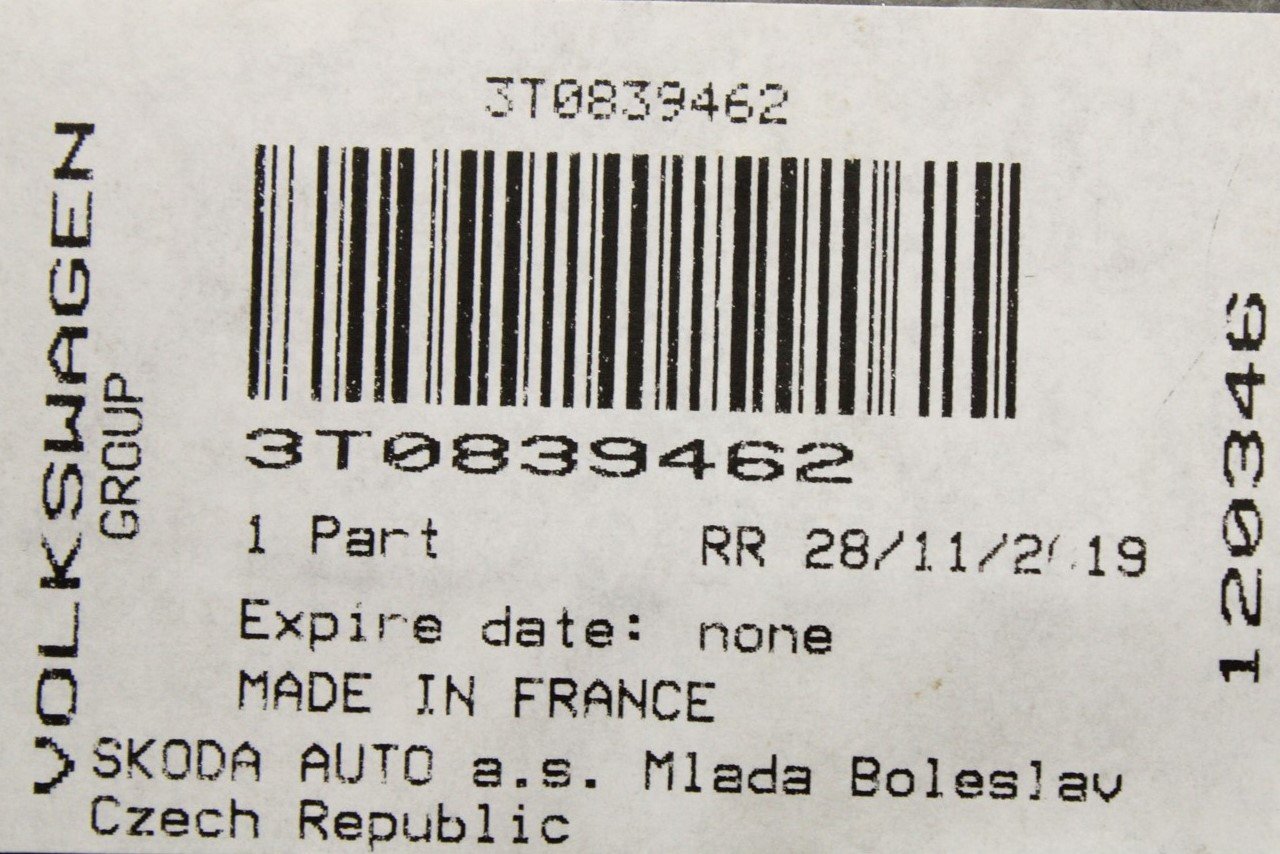 3T0839462
3T0839462
1 Part RR 28/11/2019
Expire date: none
MADE IN FRANCE
SKODA AUTO a.s. Mlada Boleslav
Czech Republic
VOLKSWAGEN
GROUP
120346